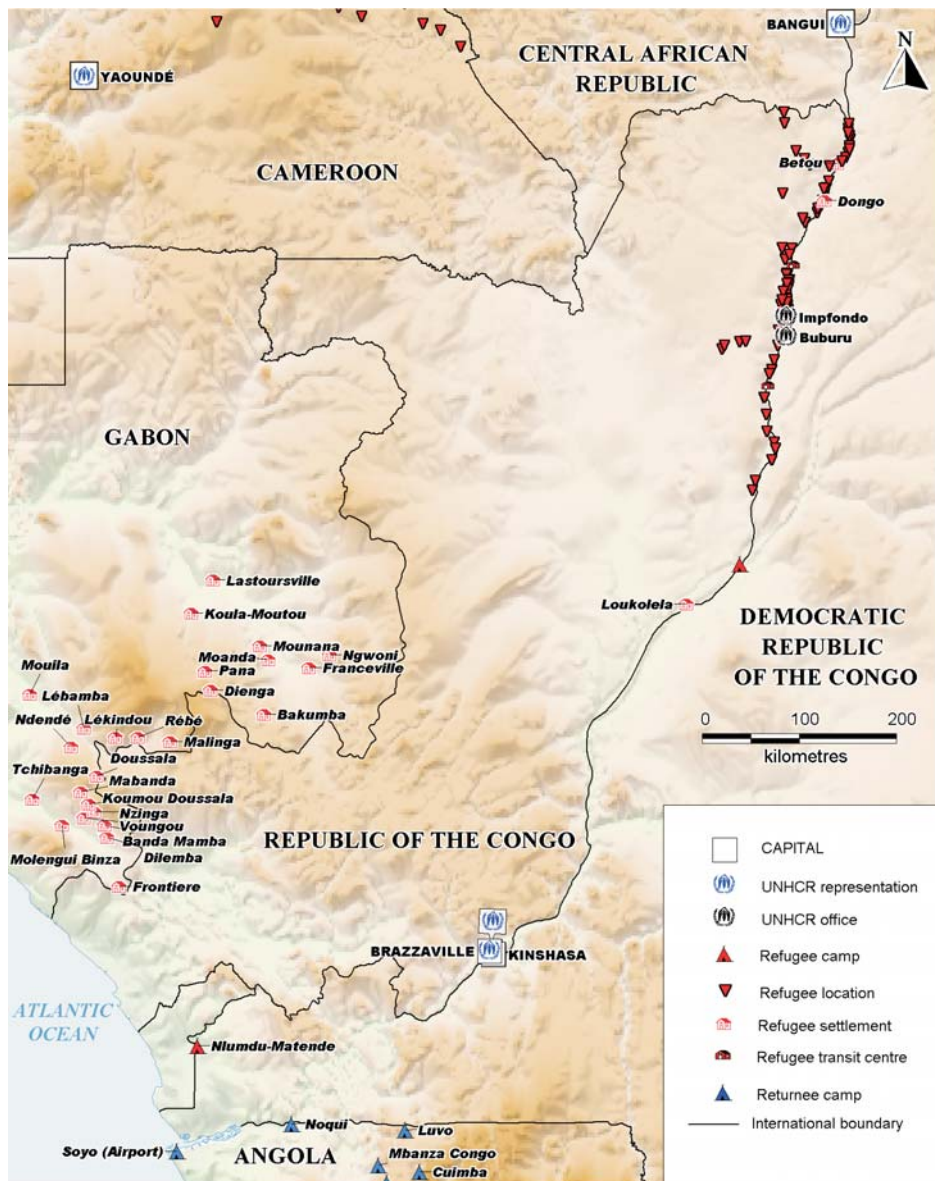 BANGUI
N
CENTRAL AFRICAN
REPUBLIC
YAOUNDÉ
CAMEROON
Betou
Dongo
Impfondo
Buburu
GABON
Lastoursville
Koula-Moutou
Loukolela
DEMOCRATIC
REPUBLIC
OF THE CONGO
Mounana
Moanda
Ngwoni
Pana
Franceville
Mouila
Dienga
Lébamba
Bakumba
Ndendé
Lékindou
Rébé
Malinga
0 100 200
kilometres
Doussala
Tchibanga
Mabanda
Koumou Doussala
Nzinga
Voungou
Banda Mamba
Molengui Binza
Dilemba
REPUBLIC OF THE CONGO
Frontiere
BRAZZAVILLE
KINSHASA
ATLANTIC
OCEAN
Nlumdu-Matende
Noqui
Luvo
Soyo (Airport)
ANGOLA
Mbanza Congo
Cuimba
CAPITAL
UNHCR representation
UNHCR office
Refugee camp
Refugee location
Refugee settlement
Refugee transit centre
Returnee camp
International boundary